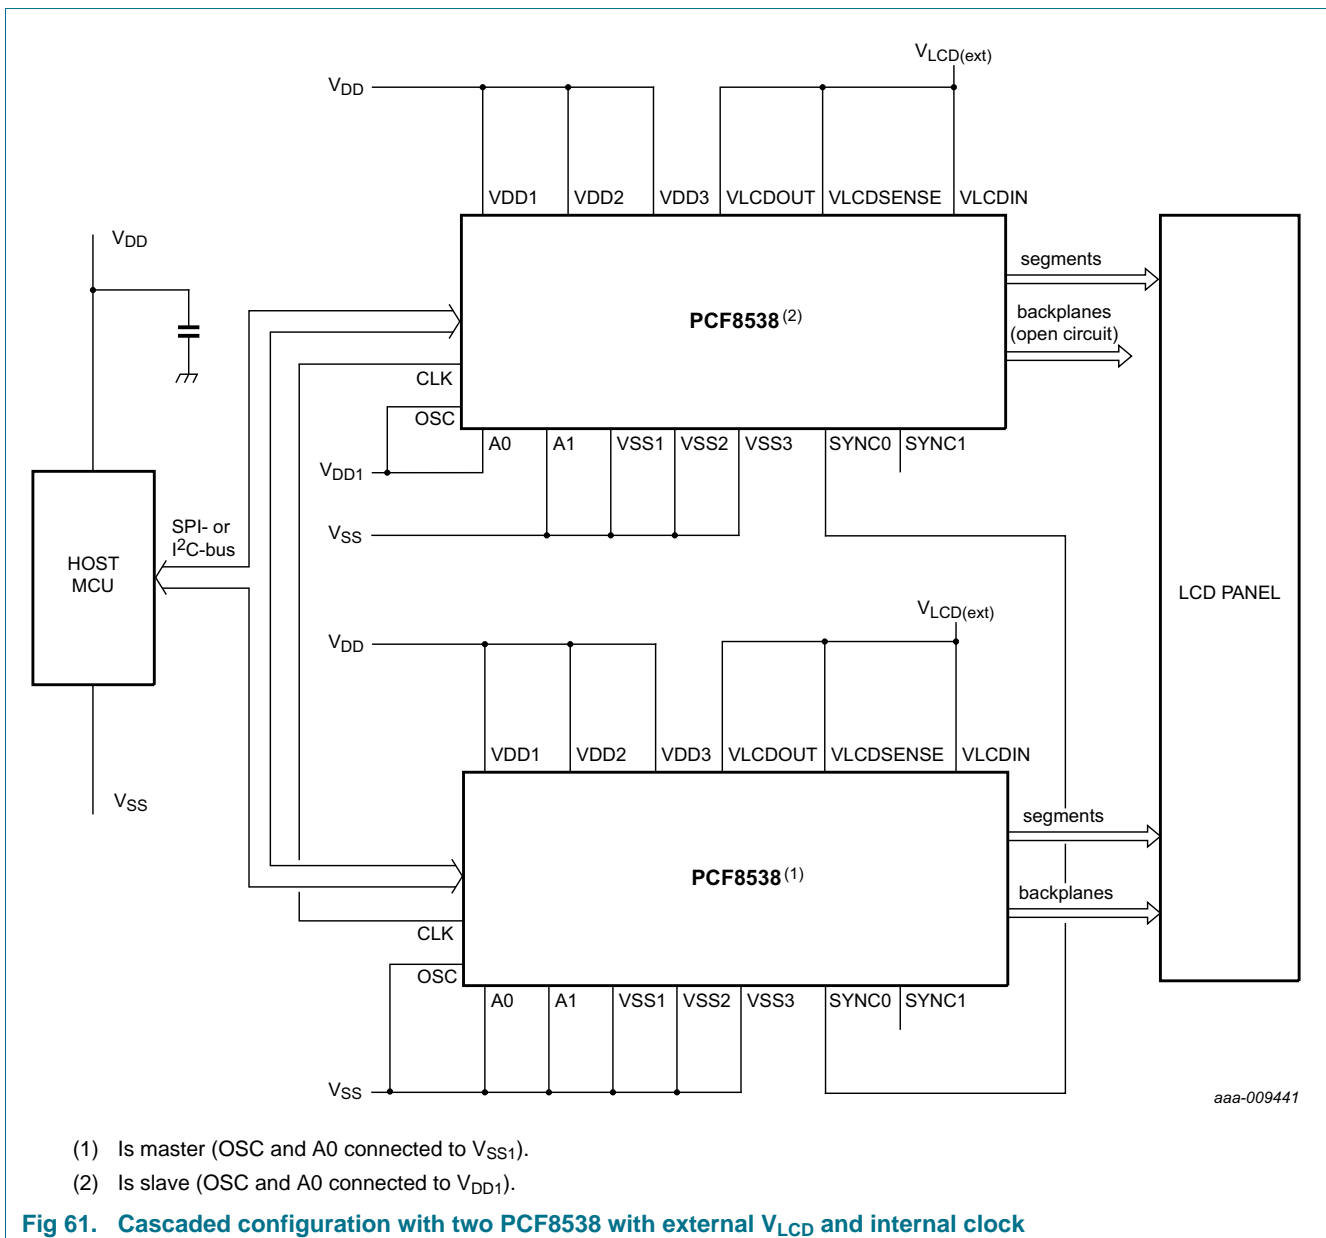 VLCD(ext)
VDD
VDD1 VDD2 VDD3 VLCDOUT VLCDSENSE VLCDIN
VDD
segments
PCF8538(2)
backplanes
(open circuit)
CLK
OSC
A0 A1 VSS1 VSS2 VSS3 SYNC0 SYNC1
VDD1
VSS
SPI- or
I2C-bus
HOST
MCU
LCD PANEL
VLCD(ext)
VDD
VDD1 VDD2 VDD3 VLCDOUT VLCDSENSE VLCDIN
VSS
segments
PCF8538(1)
backplanes
CLK
OSC
A0 A1 VSS1 VSS2 VSS3 SYNC0 SYNC1
VSS
aaa-009441
(1) Is master (OSC and A0 connected to VSS1).
(2) Is slave (OSC and A0 connected to VDD1).
Fig 61. Cascaded configuration with two PCF8538 with external VLCD and internal clock